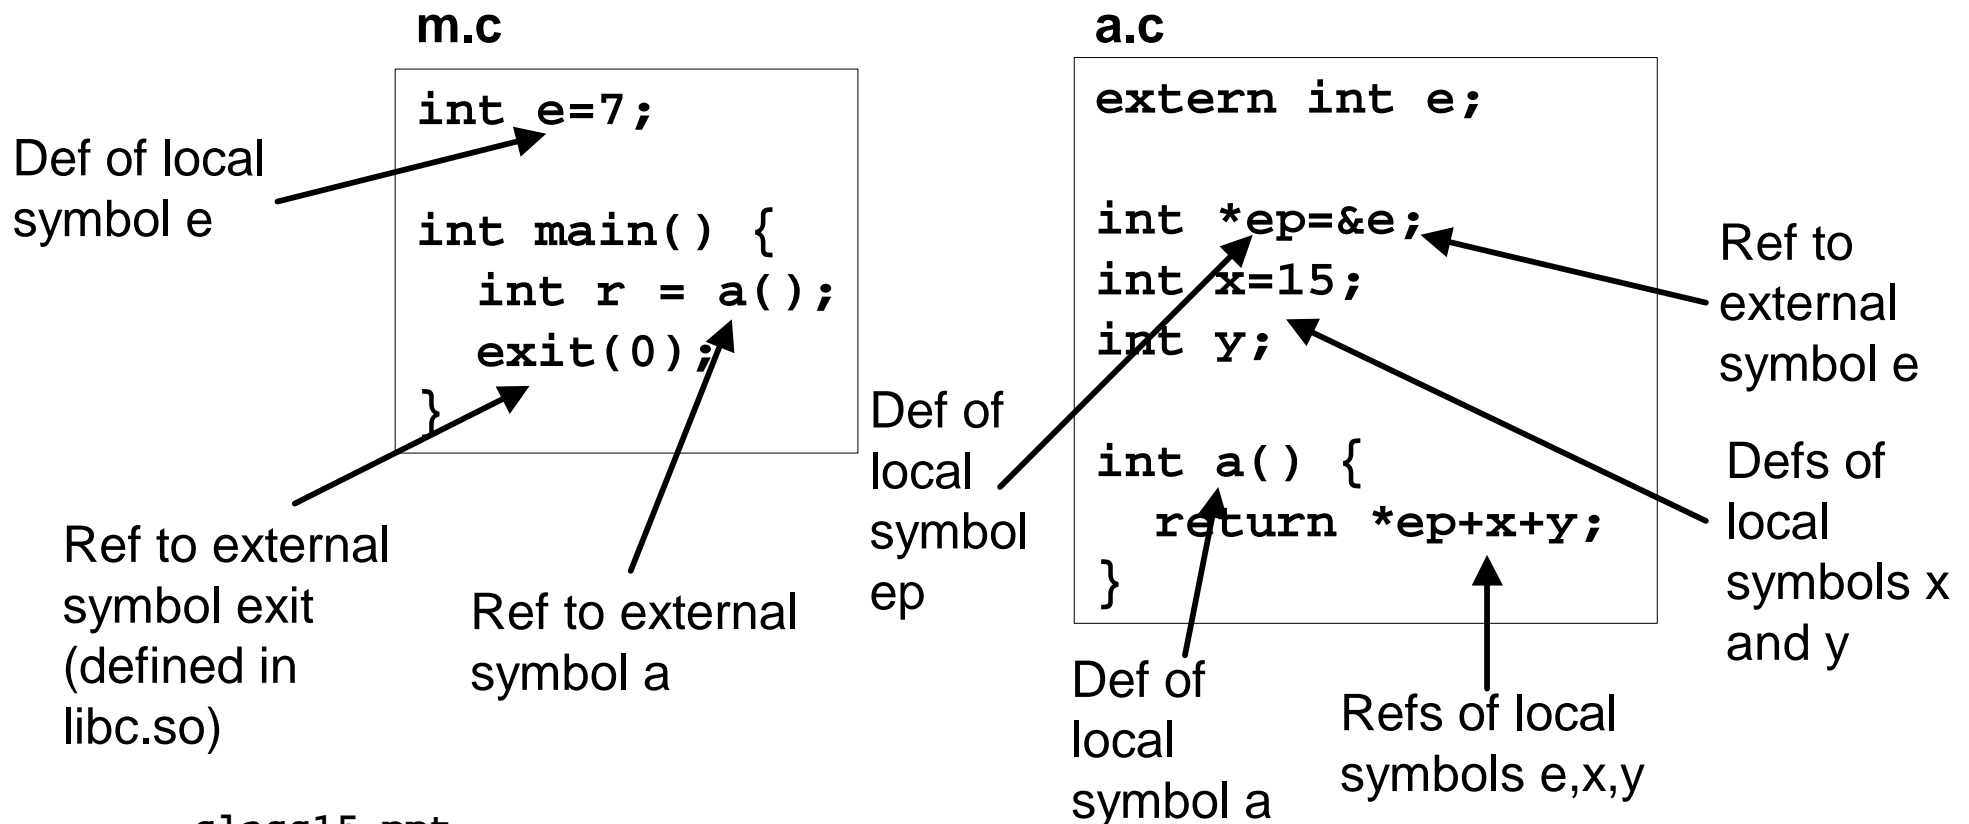 m.c
int e=7;
int main() {
int r = a();
exit(0);
}
Def of local
symbol e
Ref to external
symbol exit
(defined in
libc.so)
Ref to external
symbol a
a.c
extern int e;
int *ep=&e;
int x=15;
int y;
int a() {
return *ep+x+y;
}
Def of
local
symbol
ep
Ref to
external
symbol e
Defs of
local
symbols x
and y
Def of
local
symbol a
Refs of local
symbols e,x,y